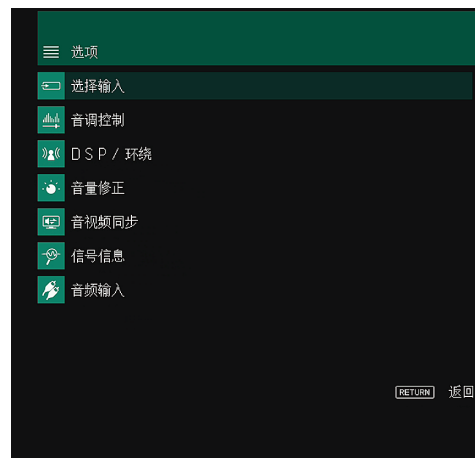 选项
选择输入
音调控制
DSP/环绕
音量修正
音视频同步
信号信息
音频输入
RETURN 返回